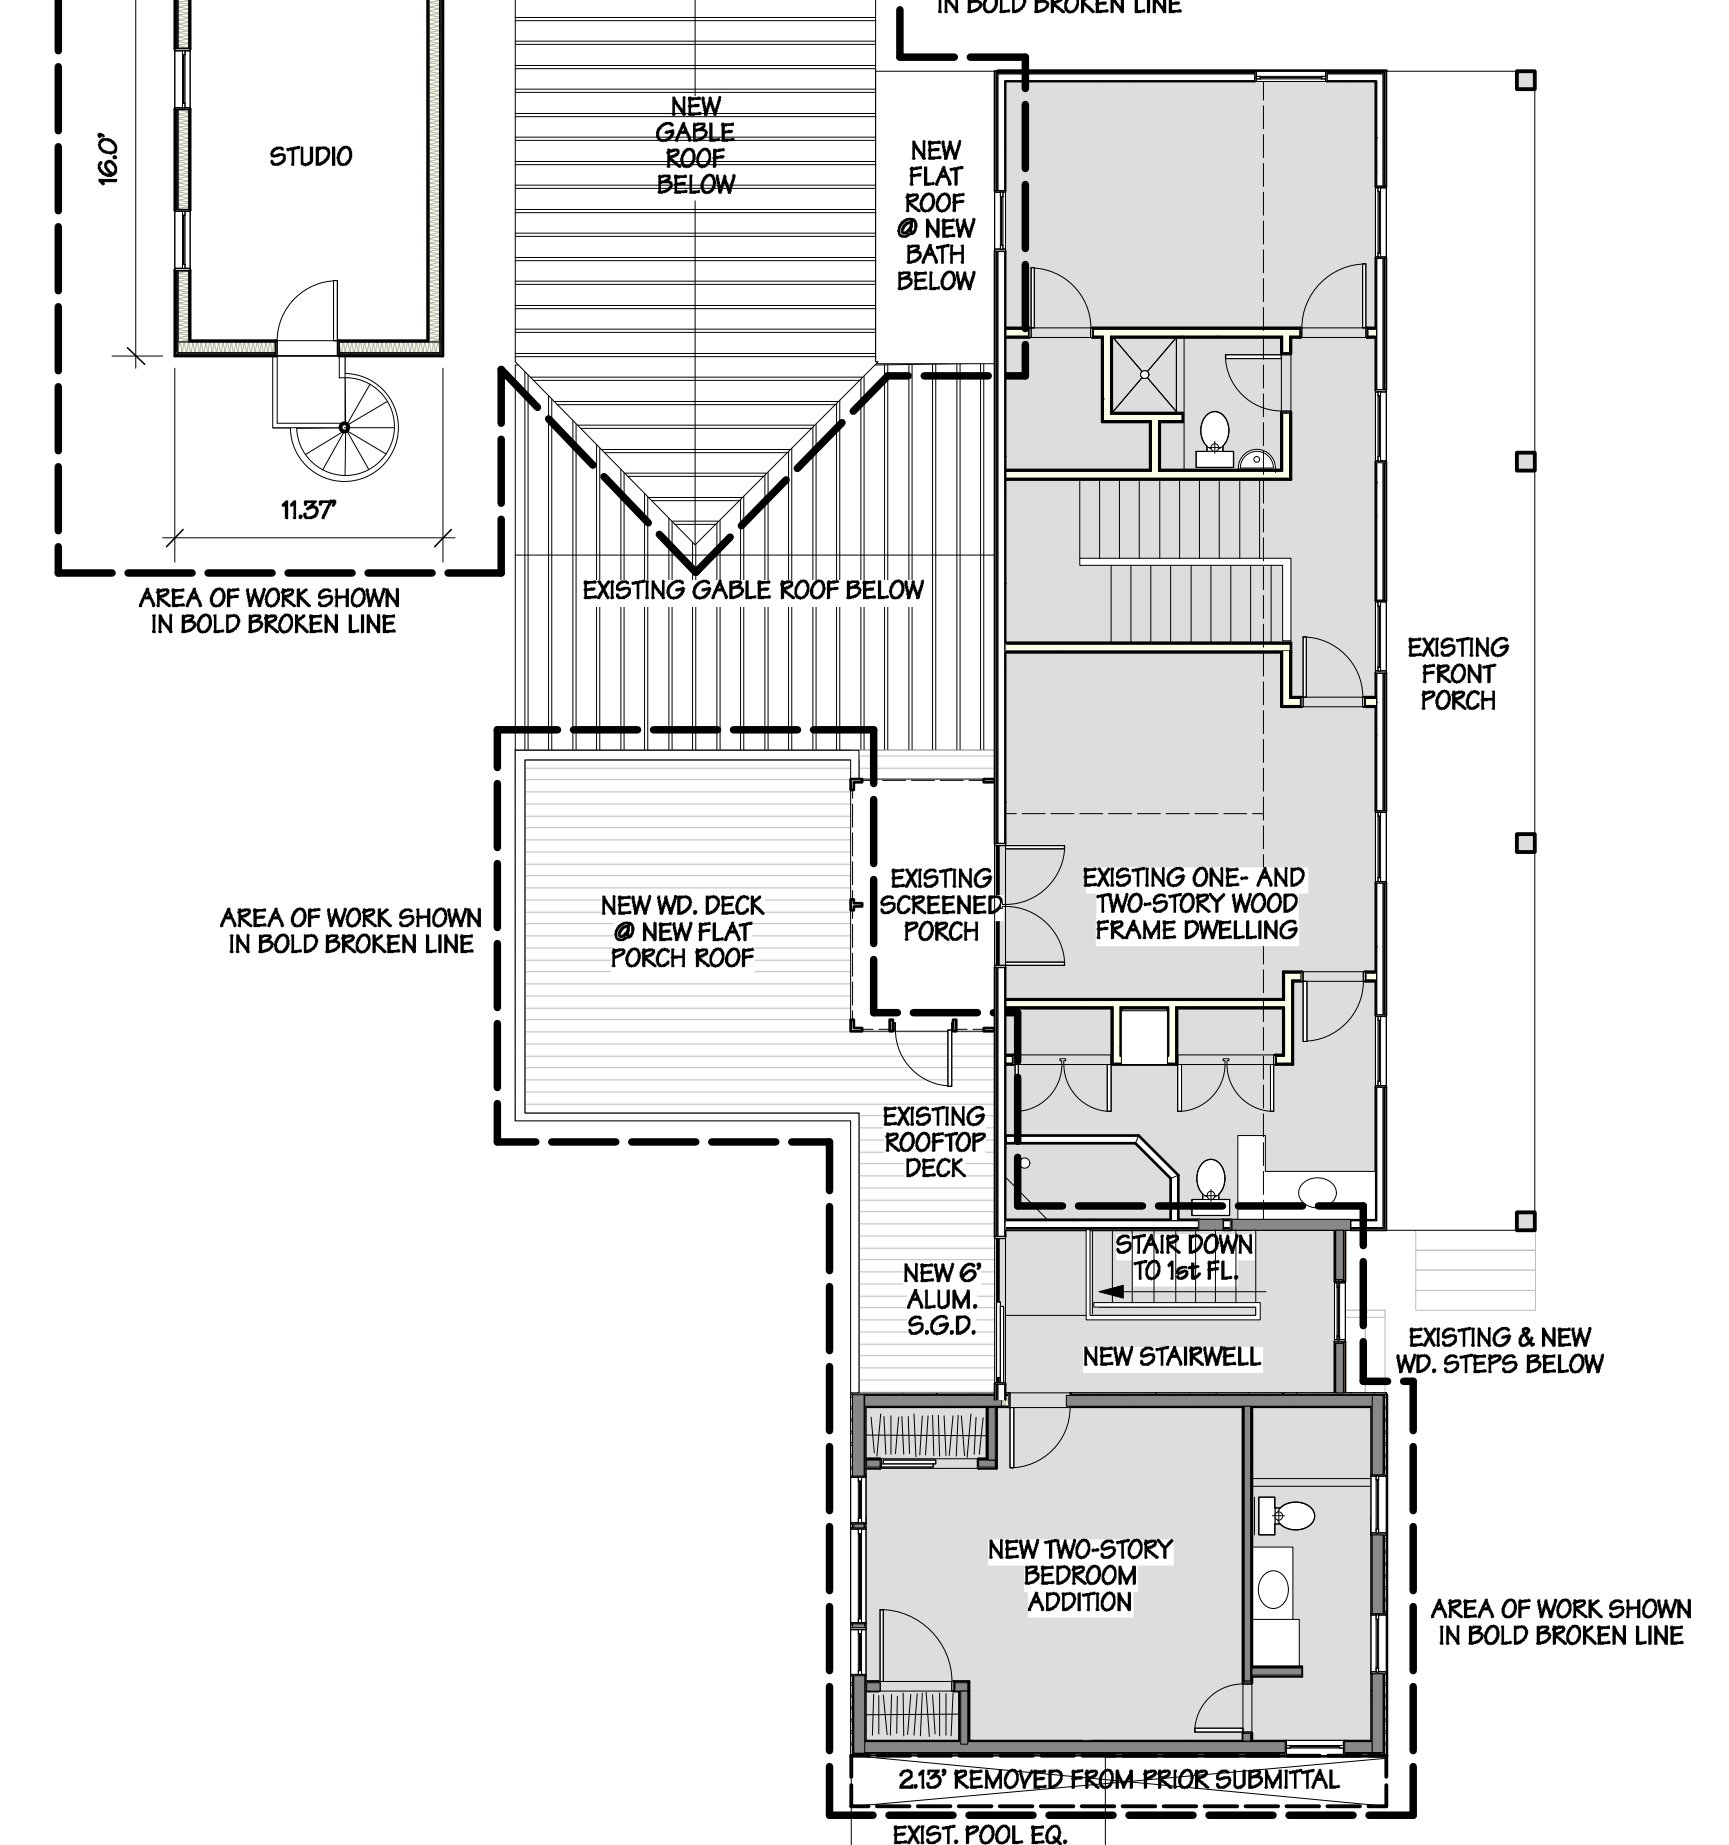 IN BOLD BROKEN LINE
16.0'
STUDIO
NEW
GABLE
ROOF
BELOW
NEW
FLAT
ROOF
@ NEW
BATH
BELOW
11.37'
AREA OF WORK SHOWN
IN BOLD BROKEN LINE
EXISTING GABLE ROOF BELOW
EXISTING
FRONT
PORCH
AREA OF WORK SHOWN
IN BOLD BROKEN LINE
NEW WD. DECK
@ NEW FLAT
PORCH ROOF
EXISTING
SCREENED
PORCH
EXISTING ONE- AND
TWO-STORY WOOD
FRAME DWELLING
EXISTING
ROOFTOP
DECK
STAIR DOWN
TO 1st FL.
NEW 6'
ALUM.
S.G.D.
NEW STAIRWELL
EXISTING & NEW
WD. STEPS BELOW
NEW TWO-STORY
BEDROOM
ADDITION
AREA OF WORK SHOWN
IN BOLD BROKEN LINE
2.13' REMOVED FROM PRIOR SUBMITTAL
EXIST. POOL EQ.